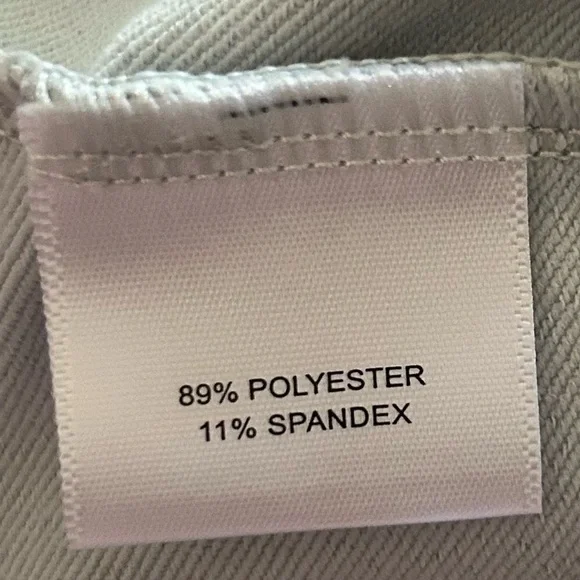 89% POLYESTER
11% SPANDEX